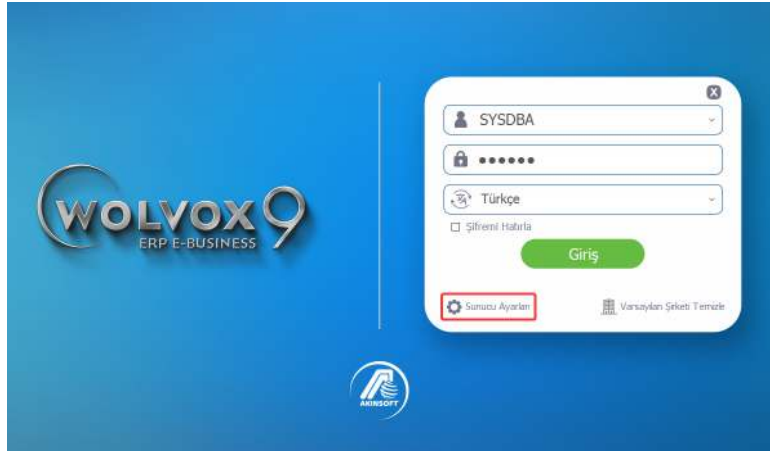 WOLVOX 9
ERP E-BUSINESS
AKINSOFT
X
SYSDBA
••••••
Türkçe
Şifremi Hatırla
Giriş
Sunucu Ayarları
Varsayılan Şirketi Temizle